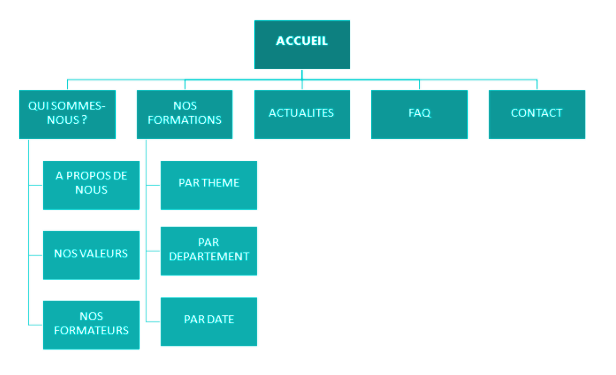 ACCUEIL
QUI SOMMES-
NOUS ?
NOS
FORMATIONS
ACTUALITES
FAQ
CONTACT
A PROPOS DE
NOUS
NOS VALEURS
NOS
FORMATEURS
PAR THEME
PAR
DEPARTEMENT
PAR DATE